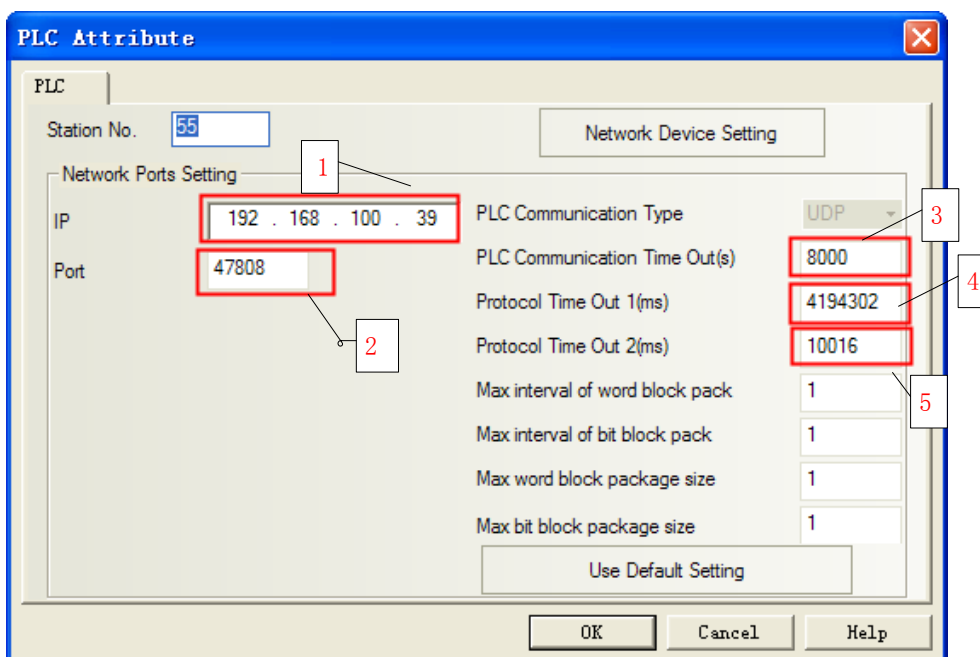 PLC Attribute
PLC
Station No. 55
Network Device Setting
Network Ports Setting
1
IP 192 . 168 . 100 . 39
Port 47808
2
PLC Communication Type UDP
3
PLC Communication Time Out(s) 8000
4
Protocol Time Out 1(ms) 4194302
Protocol Time Out 2(ms) 10016
5
Max interval of word block pack 1
Max interval of bit block pack 1
Max word block package size 1
Max bit block package size 1
Use Default Setting
OK Cancel Help